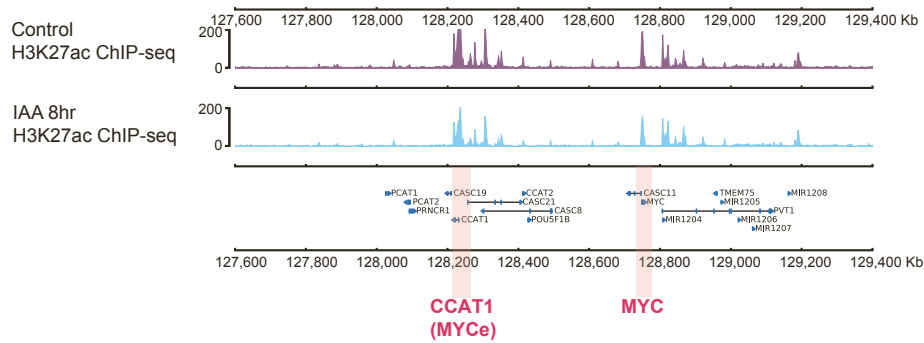 127,600 127,800 128,000 128,200 128,400 128,600 128,800 129,000 129,200 129,400 Kb
Control
H3K27ac ChIP-seq
200
0
IAA 8hr
H3K27ac ChIP-seq
200
0
PCAT1 CASC19 CCAT2 CASC11 TMEM75 MIR1208
PCAT2 CASC21 MYC MIR1205
PRNCR1 CASC8 PVT1
CCAT1 POU5F1B MIR1204 MIR1206
MIR1207
127,600 127,800 128,000 128,200 128,400 128,600 128,800 129,000 129,200 129,400 Kb
CCAT1 MYC
(MYCe)